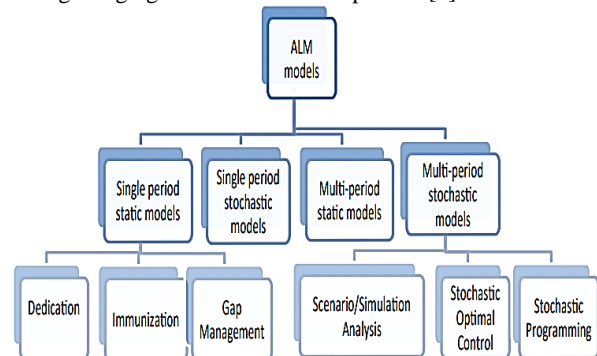 ALM
models
Single period
static models
Single period
stochastic
models
Multi-period
static models
Multi-period
stochastic
models
Dedication
Immunization
Gap
Management
Scenario/Simulation
Analysis
Stochastic
Optimal
Control
Stochastic
Programming